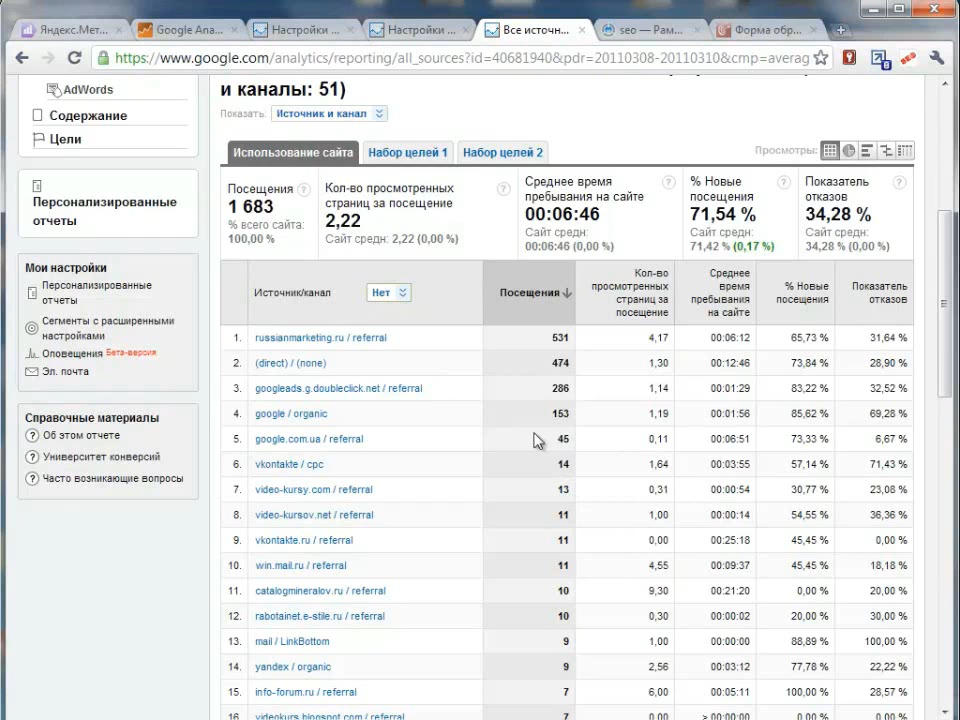 Яндекс.Мет...
Google Ana...
Настройки ...
Настройки ...
Все источн...
seo — Рам...
Форма обр...
https://www.google.com/analytics/reporting/all_sources?id=40681940&pdr=20110308-20110310&cmp=averag
AdWords
Содержание
Цели
Персонализированные
отчеты
Мои настройки
Персонализированные
отчеты
Сегменты с расширенными
настройками
Оповещения Бета-версия
Эл. почта
Справочные материалы
Об этом отчете
Университет конверсий
Часто возникающие вопросы
и каналы: 51)
Показать: Источник и канал
Использование сайта Набор целей 1 Набор целей 2 Просмотры:
Посещения
1 683
% всего сайта:
100,00 %
Кол-во просмотренных
страниц за посещение
2,22
Сайт средн: 2,22 (0,00 %)
Среднее время
пребывания на сайте
00:06:46
Сайт средн:
00:06:46 (0,00 %)
% Новые
посещения
71,54 %
Сайт средн:
71,42 % (0,17 %)
Показатель
отказов
34,28 %
Сайт средн:
34,28 % (0,00 %)
Источник/канал Нет
Посещения
Кол-во
просмотренных
страниц за
посещение
Среднее
время
пребывания
на сайте
% Новые
посещения
Показатель
отказов
1. russianmarketing.ru / referral 531 4,17 00:06:12 65,73 % 31,64 %
2. (direct) / (none) 474 1,30 00:12:46 73,84 % 28,90 %
3. googleads.g.doubleclick.net / referral 286 1,14 00:01:29 83,22 % 32,52 %
4. google / organic 153 1,19 00:01:56 85,62 % 69,28 %
5. google.com.ua / referral 45 0,11 00:06:51 73,33 % 6,67 %
6. vkontakte / cpc 14 1,64 00:03:55 57,14 % 71,43 %
7. video-kursy.com / referral 13 0,31 00:00:54 30,77 % 23,08 %
8. video-kursov.net / referral 11 1,00 00:00:14 54,55 % 36,36 %
9. vkontakte.ru / referral 11 0,00 00:25:18 45,45 % 0,00 %
10. win.mail.ru / referral 11 4,55 00:09:37 45,45 % 18,18 %
11. catalogmineralov.ru / referral 10 9,30 00:21:20 0,00 % 20,00 %
12. rabotainet.e-stile.ru / referral 10 0,30 00:00:02 20,00 % 30,00 %
13. mail / LinkBottom 9 1,00 00:00:00 88,89 % 100,00 %
14. yandex / organic 9 2,56 00:03:12 77,78 % 22,22 %
15. info-forum.ru / referral 7 6,00 00:05:11 100,00 % 28,57 %
16. videokurs.blogspot.com / referral 7 0,00 > 00:00:00 0,00 % 0,00 %